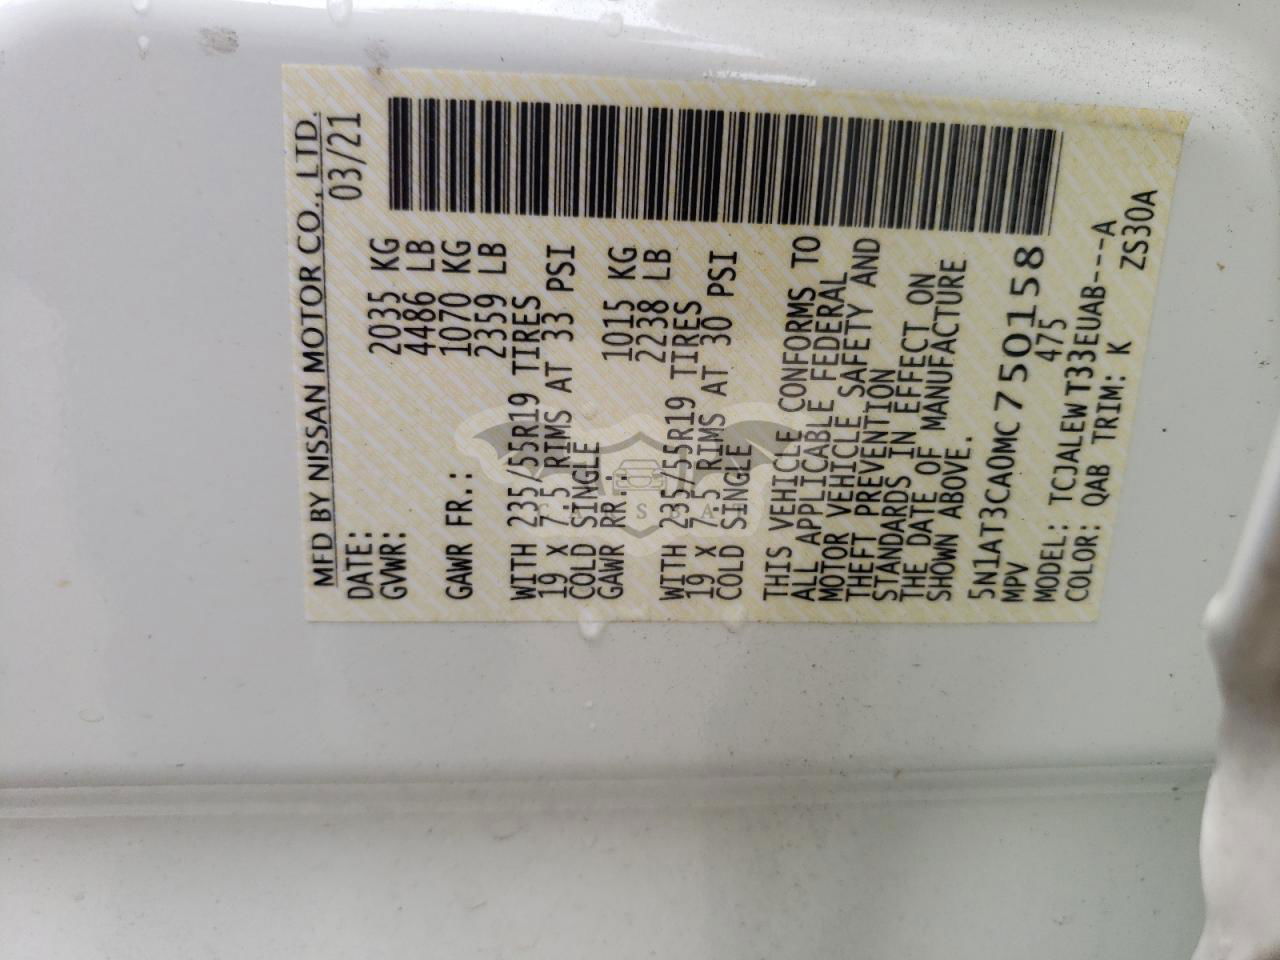 MFD BY NISSAN MOTOR CO., LTD.
DATE: 03/21
GVWR: 2035 KG
4486 LB
GAWR FR.: 1070 KG
2359 LB
WITH 235/55R19 TIRES
19 X 7.5 RIMS AT 33 PSI
COLD SINGLE
GAWR RR.: 1015 KG
2238 LB
WITH 235/55R19 TIRES
19 X 7.5 RIMS AT 30 PSI
COLD SINGLE
THIS VEHICLE CONFORMS TO
ALL APPLICABLE FEDERAL
MOTOR VEHICLE SAFETY AND
THEFT PREVENTION
STANDARDS IN EFFECT ON
THE DATE OF MANUFACTURE
SHOWN ABOVE.
5N1AT3CA0MC750158
MPV 475
MODEL: TCJALEW T33EUAB---A
COLOR: QAB TRIM: K ZS30A
CARSBAT